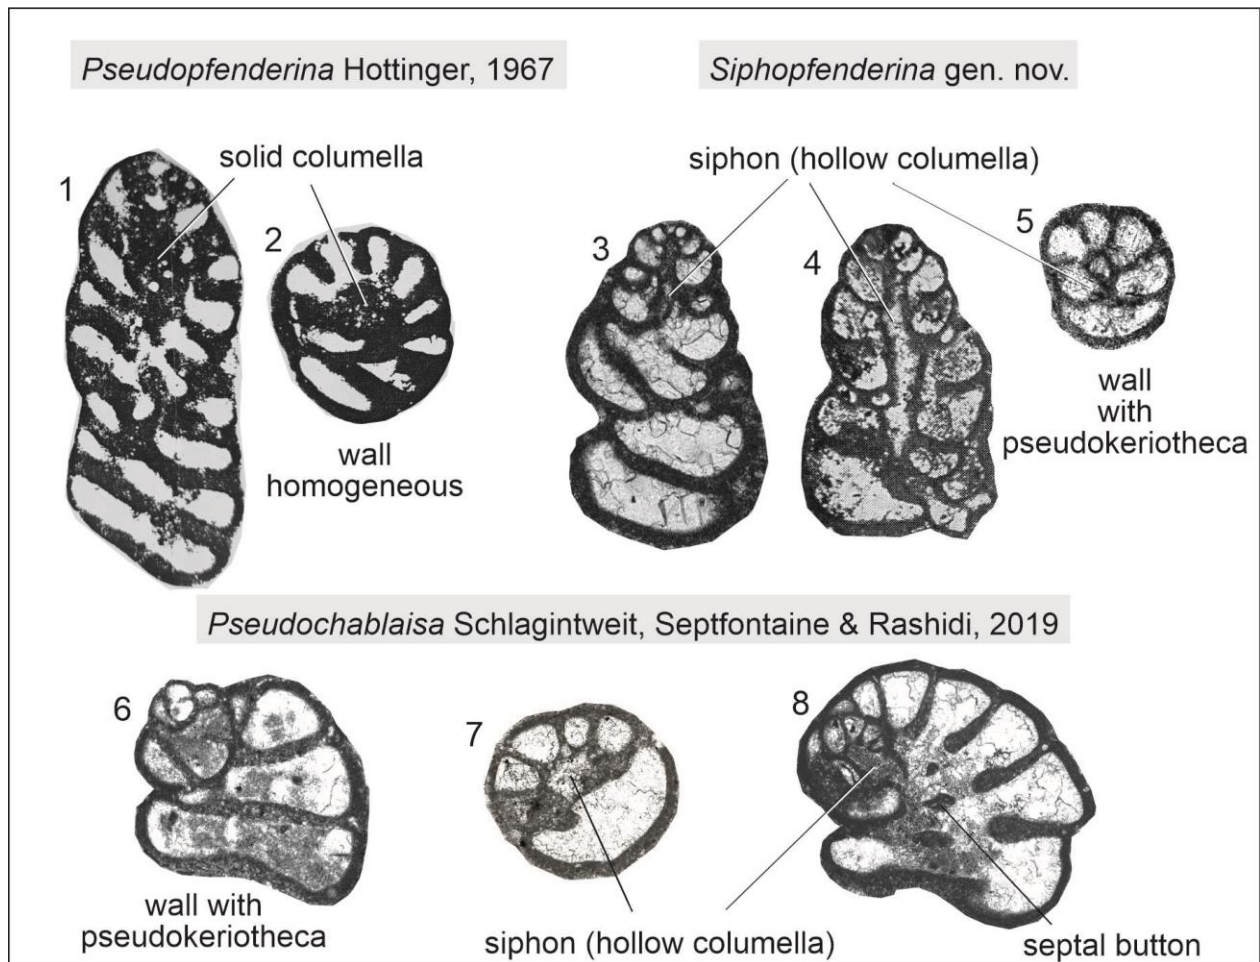 Pseudopfenderina Hottinger, 1967
Siphopfenderina gen. nov.
solid columella
siphon (hollow columella)
1
2
3
4
5
wall
homogeneous
wall
with
pseudokeriotheca
Pseudochablaisa Schlagintweit, Septfontaine & Rashidi, 2019
6
7
8
wall with
pseudokeriotheca
siphon (hollow columella)
septal button